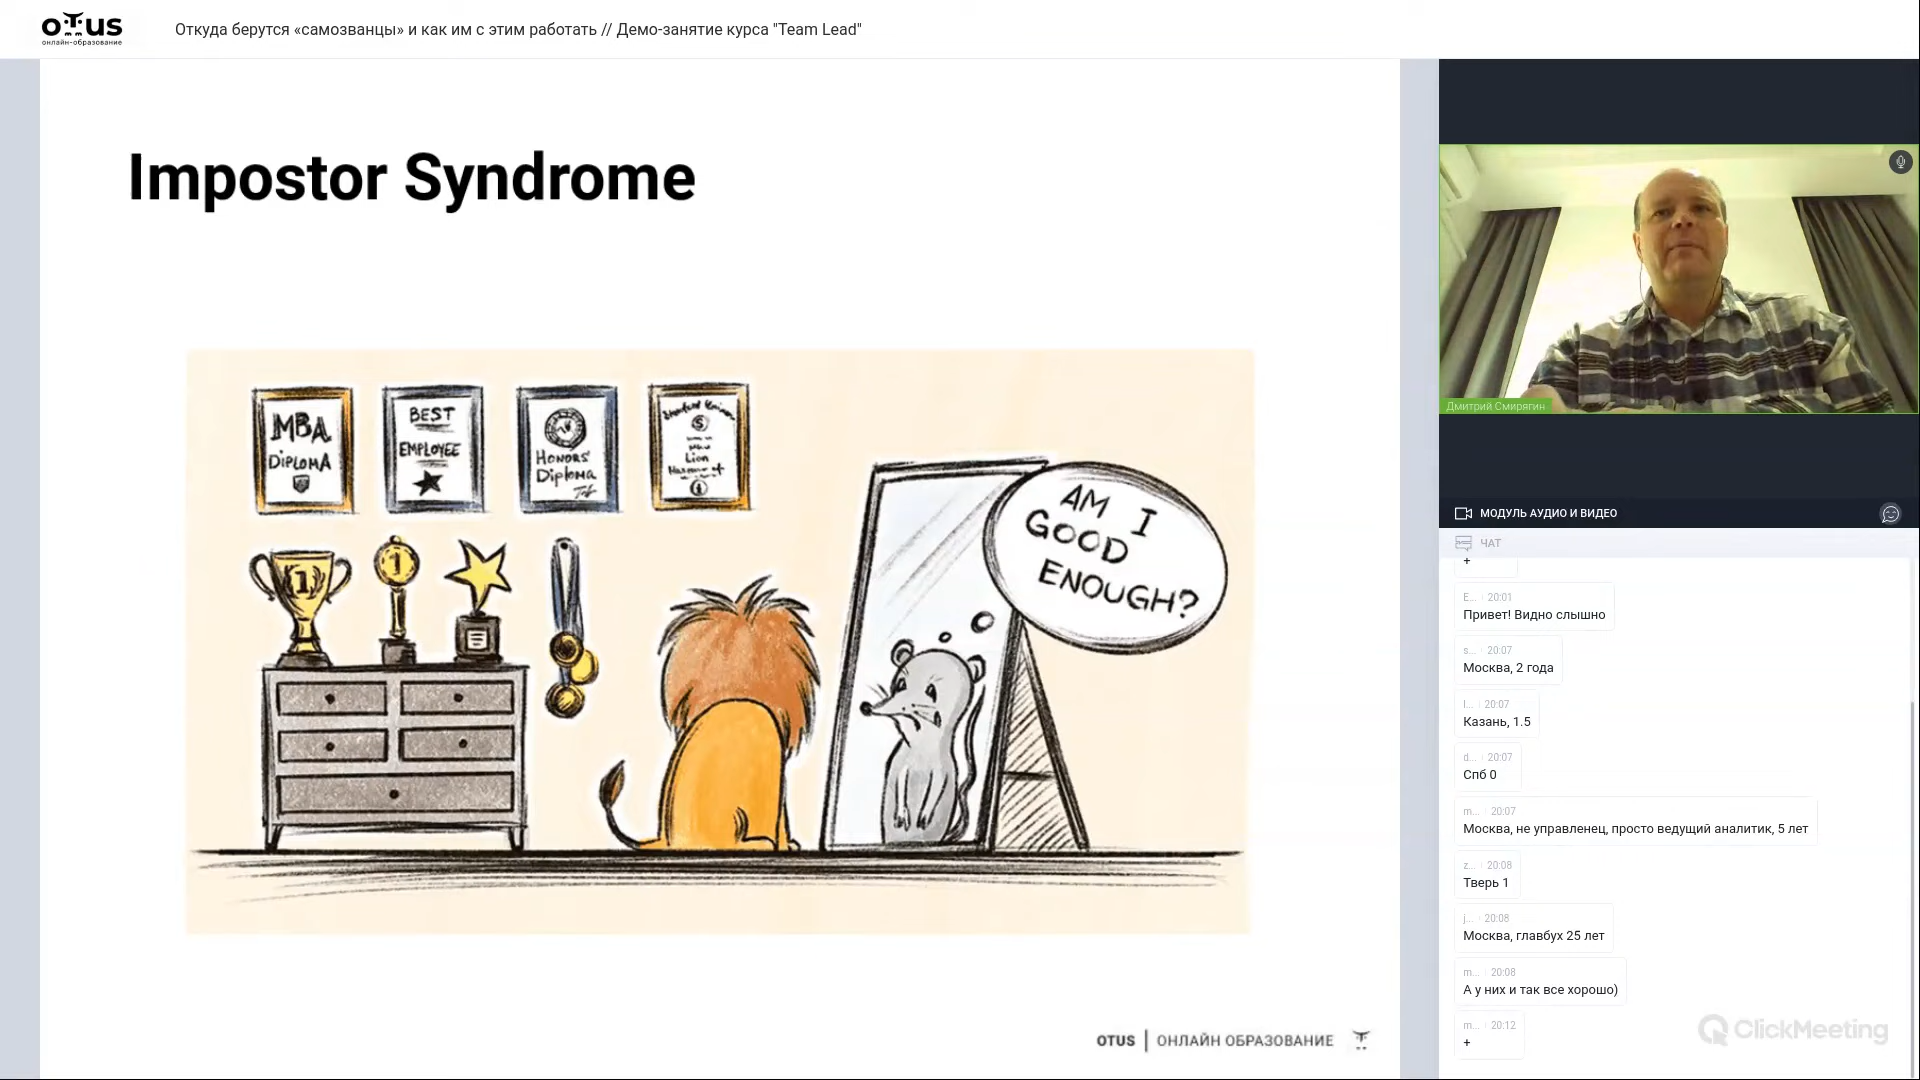 OTUS
онлайн-образование
Откуда берутся «самозванцы» и как им с этим работать // Демо-занятие курса "Team Lead"
Impostor Syndrome
MBA
DIPLOMA
BEST
EMPLOYEE
HONORS'
Diploma
Lion
1
1
AM I
GOOD
ENOUGH?
OTUS | ОНЛАЙН ОБРАЗОВАНИЕ
Дмитрий Смирягин
МОДУЛЬ АУДИО И ВИДЕО
ЧАТ
+
E... 20:01
Привет! Видно слышно
s... 20:07
Москва, 2 года
l... 20:07
Казань, 1.5
d... 20:07
Спб 0
m... 20:07
Москва, не управленец, просто ведущий аналитик, 5 лет
z... 20:08
Тверь 1
j... 20:08
Москва, главбух 25 лет
m... 20:08
А у них и так все хорошо)
m... 20:12
+
ClickMeeting